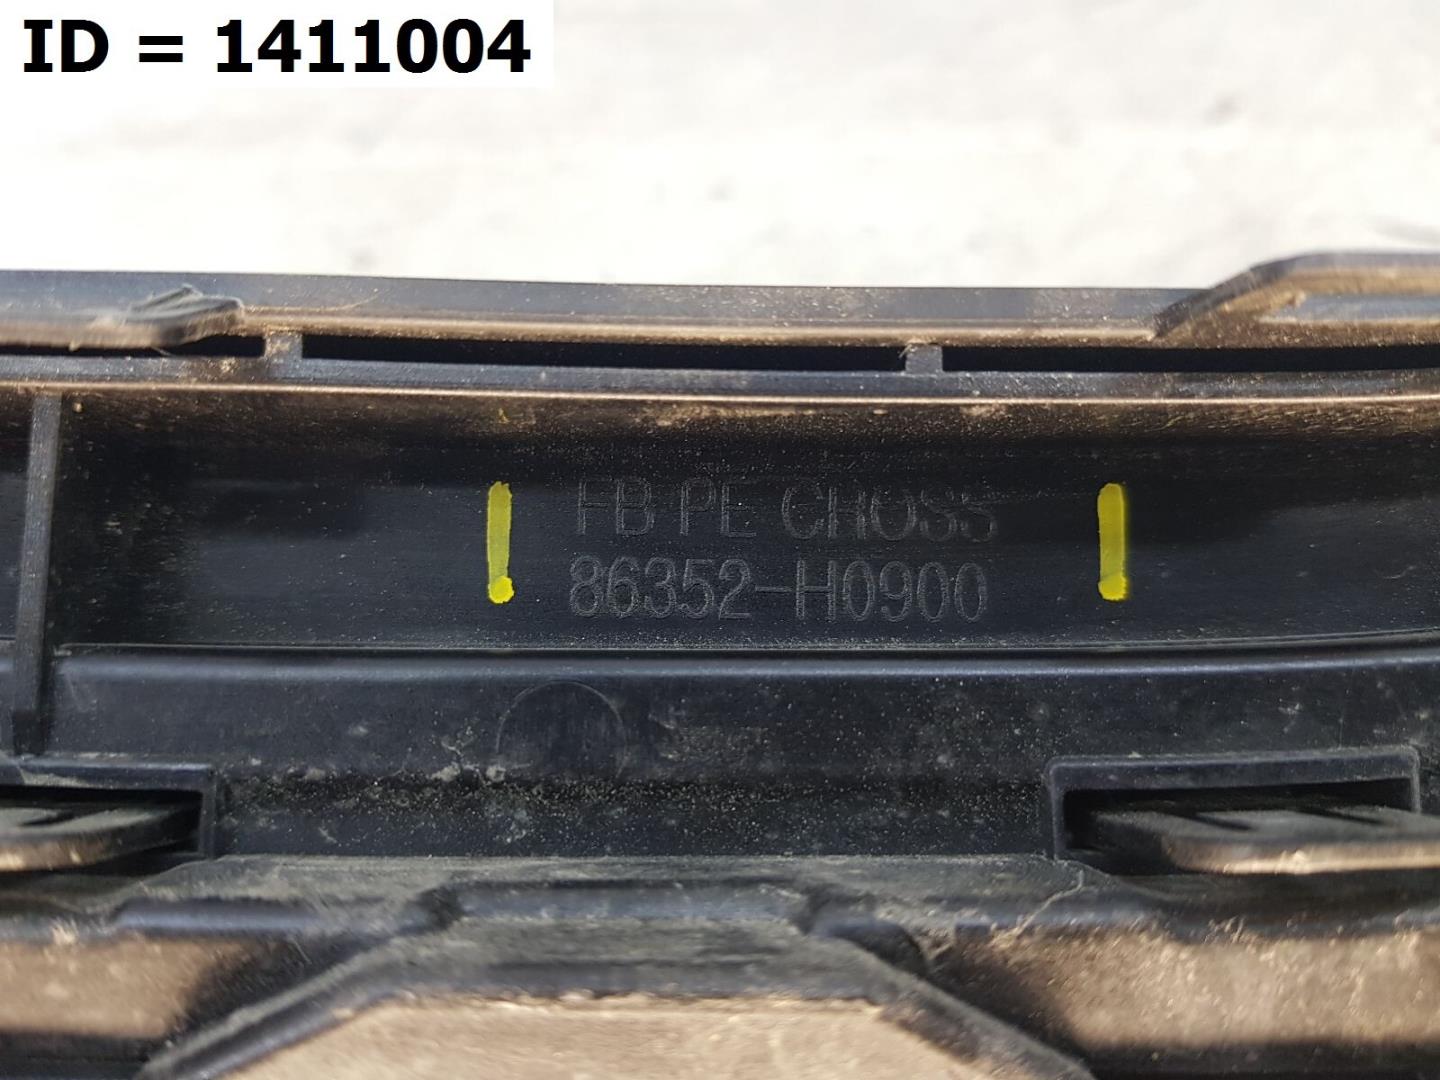 ID = 1411004
FB PE CROSS
86352-H0900